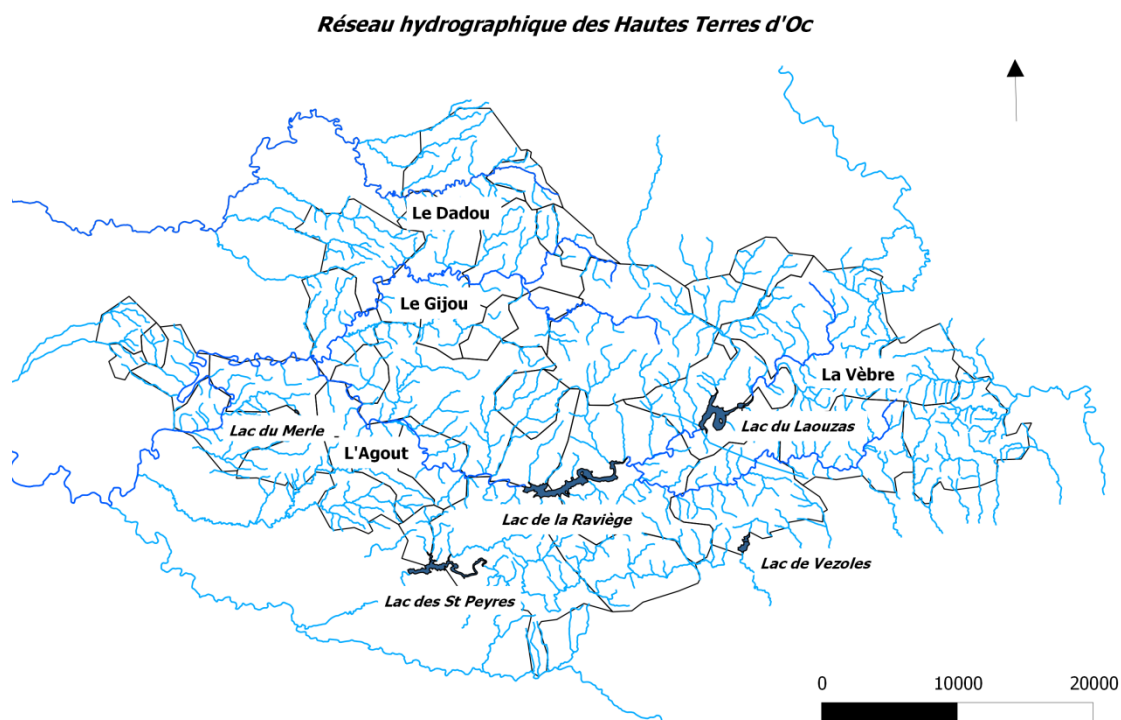 Réseau hydrographique des Hautes Terres d'Oc
Le Dadou
Le Gijou
La Vèbre
Lac du Merle
Lac du Laouzas
L'Agout
Lac de la Raviège
Lac de Vezoles
Lac des St Peyres
0 10000 20000